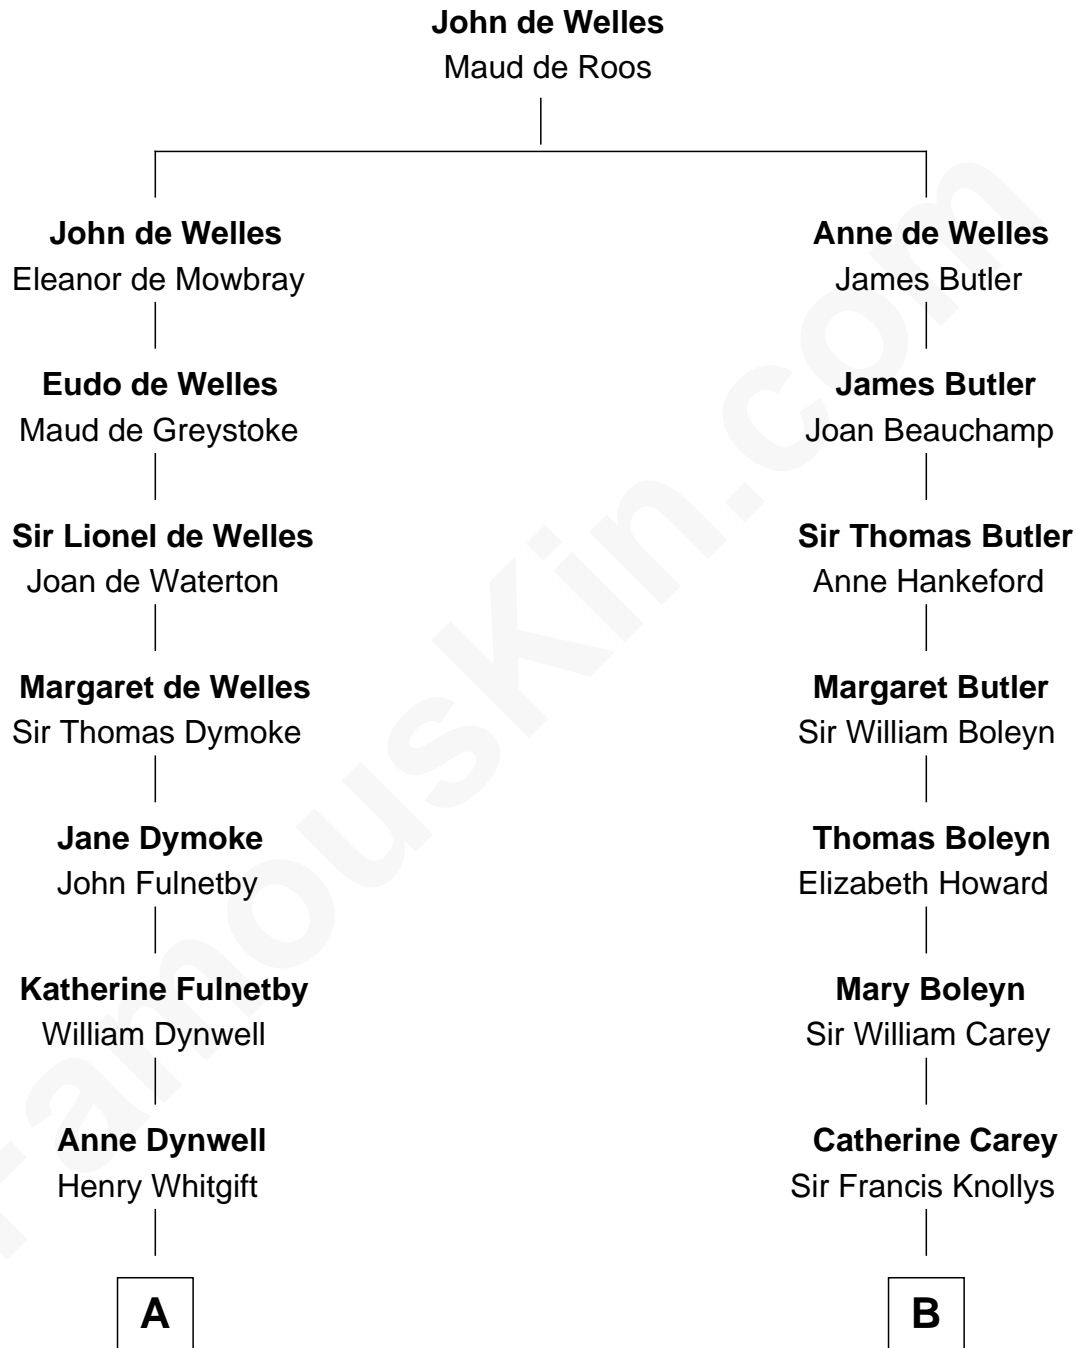 John de Welles
Maud de Roos
John de Welles
Eleanor de Mowbray
Anne de Welles
James Butler
Eudo de Welles
Maud de Greystoke
James Butler
Joan Beauchamp
Sir Lionel de Welles
Joan de Waterton
Sir Thomas Butler
Anne Hankeford
Margaret de Welles
Sir Thomas Dymoke
Margaret Butler
Sir William Boleyn
Jane Dymoke
John Fulnetby
Thomas Boleyn
Elizabeth Howard
Katherine Fulnetby
William Dynwell
Mary Boleyn
Sir William Carey
Anne Dynwell
Henry Whitgift
Catherine Carey
Sir Francis Knollys
A
B
FamousKin.com